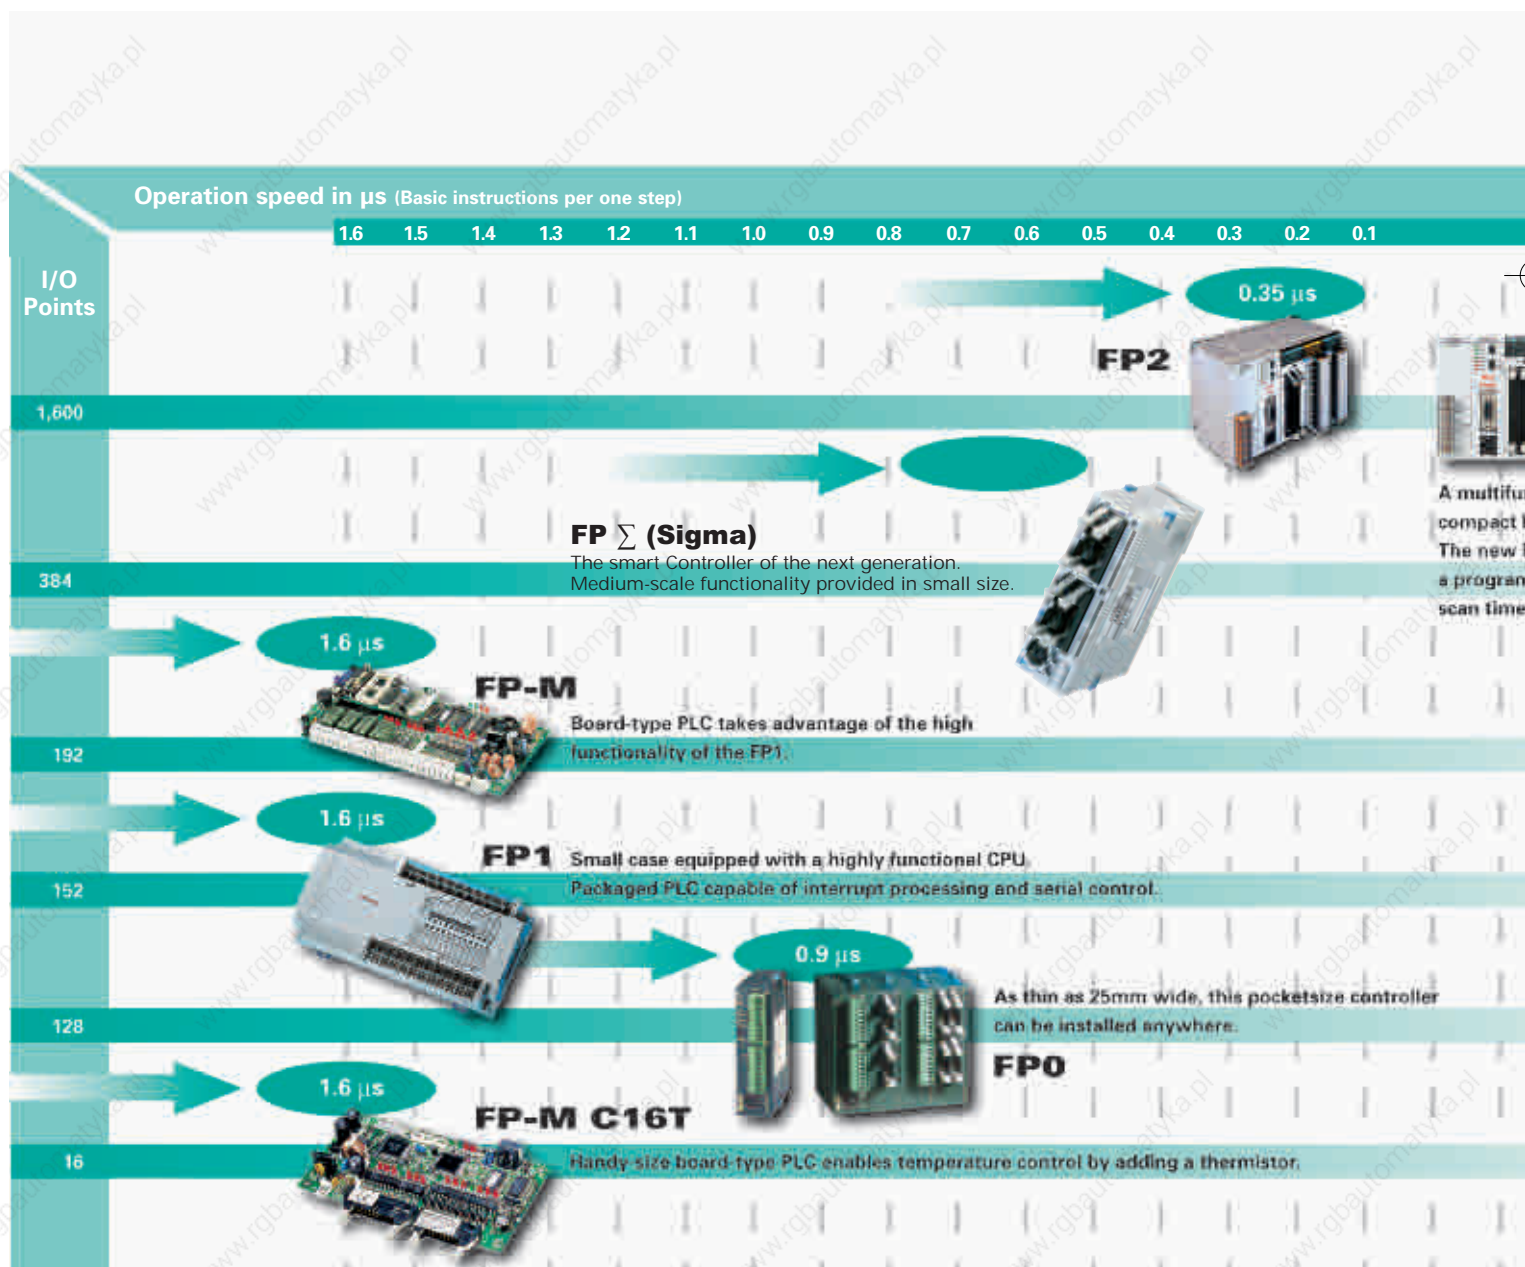 Operation speed in µs (Basic instructions per one step)
1.6 1.5 1.4 1.3 1.2 1.1 1.0 0.9 0.8 0.7 0.6 0.5 0.4 0.3 0.2 0.1
I/O
Points
0.35 µs
FP2
1,600
A multifu
compact
The new
a program
scan time
FP ∑ (Sigma)
The smart Controller of the next generation.
Medium-scale functionality provided in small size.
384
1.6 µs
FP-M
Board-type PLC takes advantage of the high
functionality of the FP1.
192
1.6 µs
FP1
Small case equipped with a highly functional CPU.
Packaged PLC capable of interrupt processing and serial control.
152
0.9 µs
As thin as 25mm wide, this pocketsize controller
can be installed anywhere.
128
FP0
1.6 µs
FP-M C16T
16
Handy-size board-type PLC enables temperature control by adding a thermistor.
www.rgbautomatyka.pl